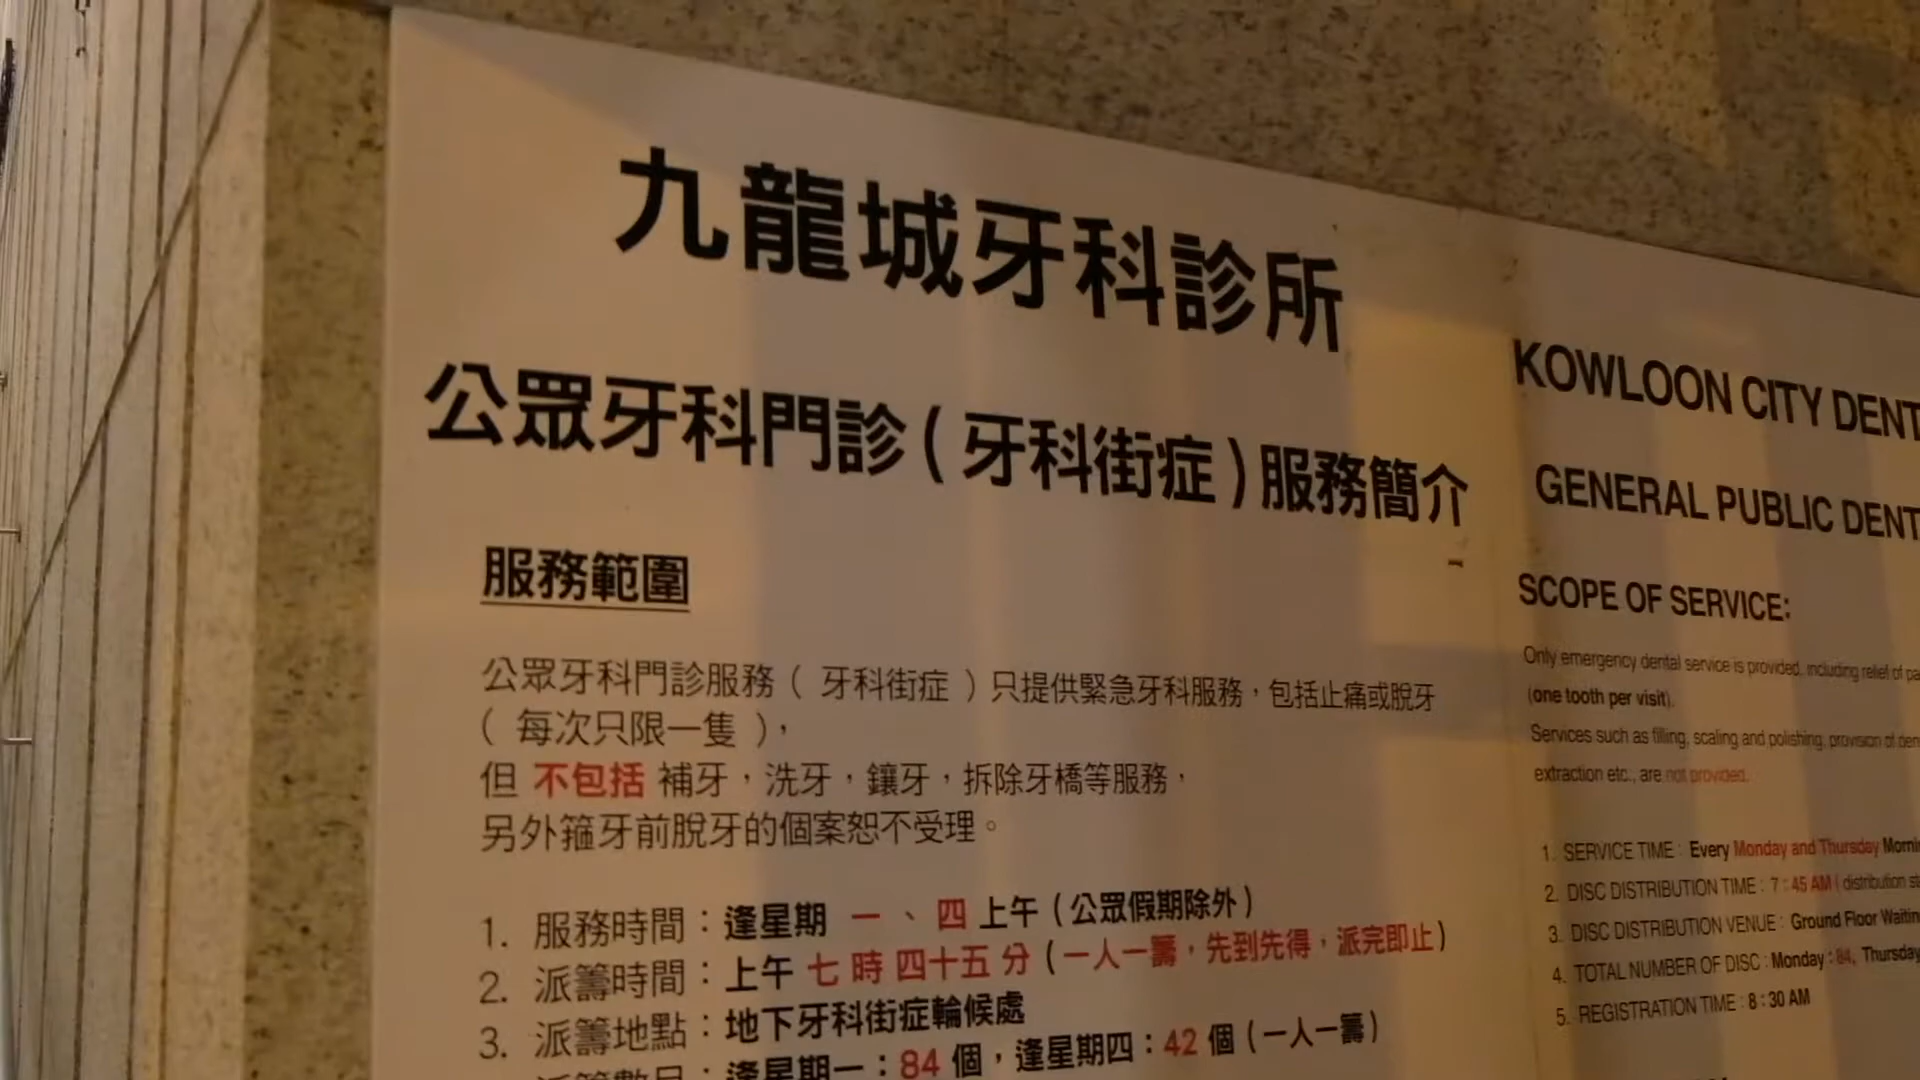 九龍城牙科診所
公眾牙科門診(牙科街症)服務簡介
服務範圍
公眾牙科門診服務( 牙科街症 )只提供緊急牙科服務,包括止痛或脫牙
( 每次只限一隻 ),
但 不包括 補牙,洗牙,鑲牙,拆除牙橋等服務,
另外箍牙前脫牙的個案恕不受理。
1. 服務時間:逢星期 一 、 四 上午(公眾假期除外)
2. 派籌時間:上午 七 時 四十五 分(一人一籌,先到先得,派完即止)
3. 派籌地點:地下牙科街症輪候處
派籌數目:逢星期一:84 個,逢星期四:42 個(一人一籌)
KOWLOON CITY DENT
GENERAL PUBLIC DENT
SCOPE OF SERVICE:
Only emergency dental service is provided, including relief of pa
(one tooth per visit).
Services such as filling, scaling and polishing, provision of den
extraction etc., are not provided.
1. SERVICE TIME : Every Monday and Thursday Morni
2. DISC DISTRIBUTION TIME : 7 : 45 AM ( distribution st
3. DISC DISTRIBUTION VENUE : Ground Floor Waitin
4. TOTAL NUMBER OF DISC : Monday : 84, Thursday
5. REGISTRATION TIME : 8 : 30 AM